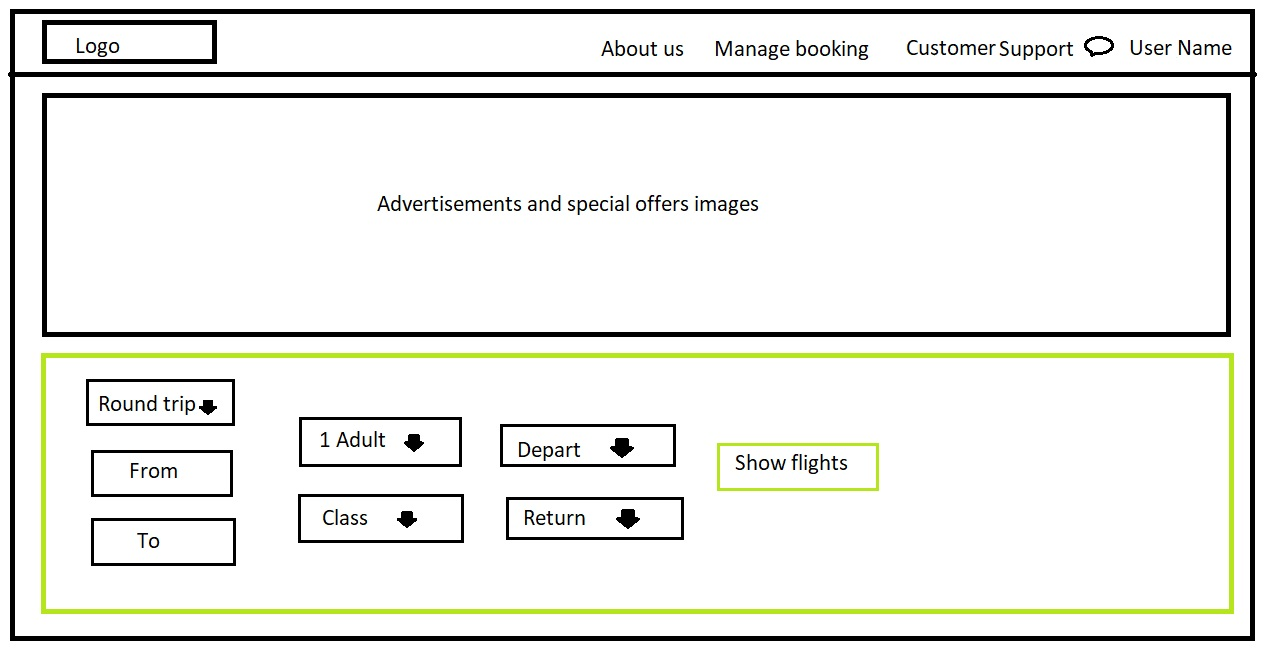 Logo
About us
Manage booking
Customer Support
User Name
Advertisements and special offers images
Round trip
From
To
1 Adult
Class
Depart
Return
Show flights